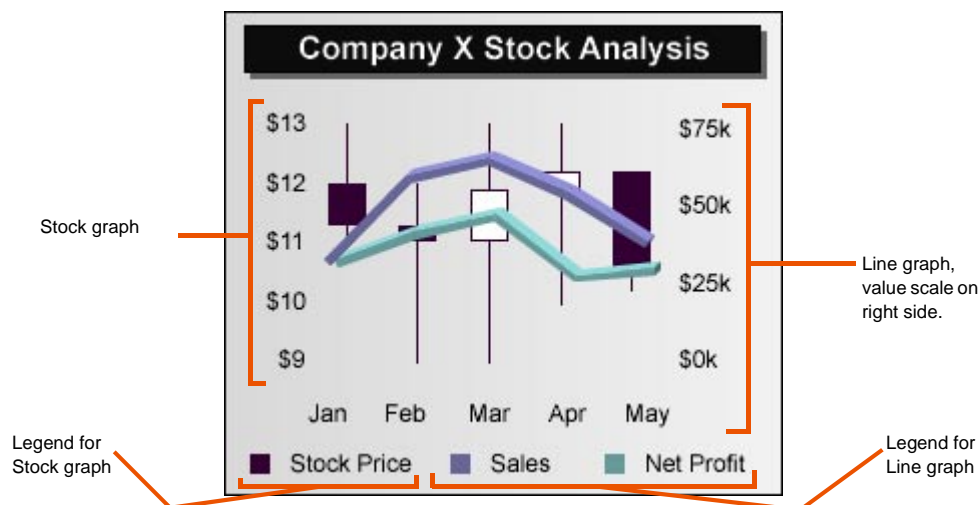 Company X Stock Analysis
$13
$12
$11
$10
$9
$75k
$50k
$25k
$0k
Jan Feb Mar Apr May
Stock Price Sales Net Profit
Stock graph
Line graph,
value scale on
right side.
Legend for
Stock graph
Legend for
Line graph